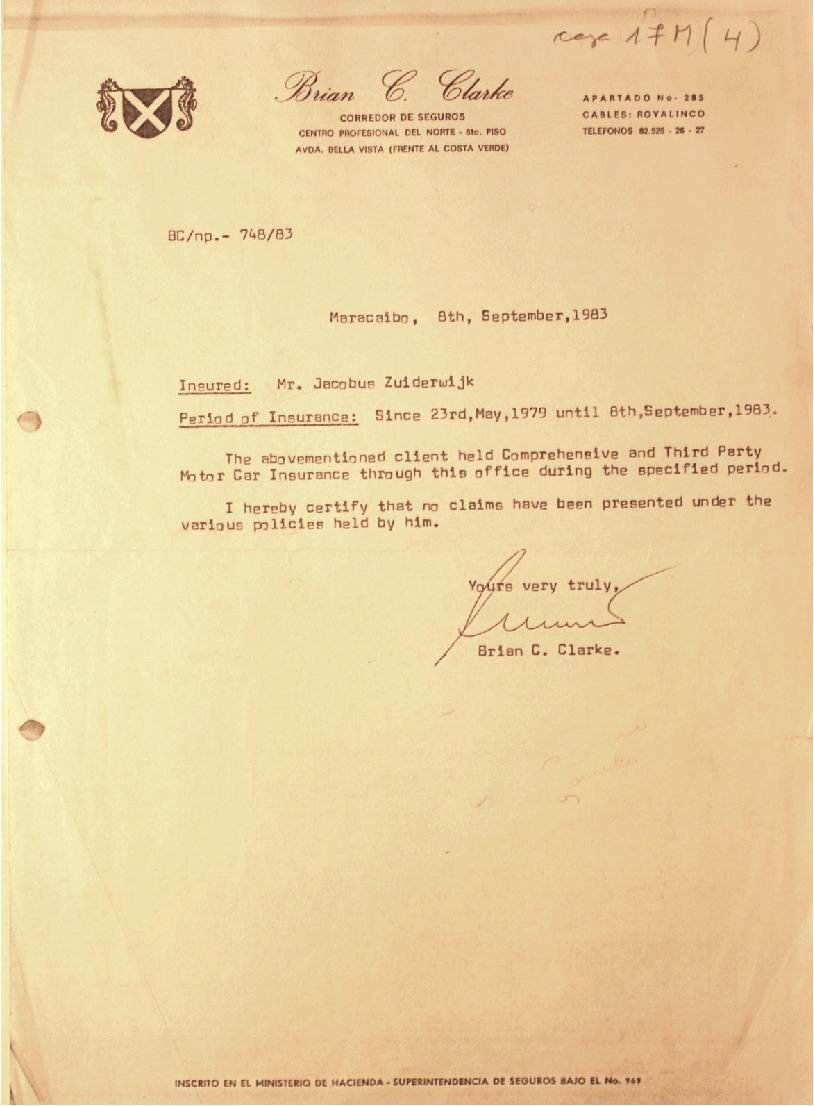 caja 17M (4)
Brian C. Clarke
CORREDOR DE SEGUROS
CENTRO PROFESIONAL DEL NORTE - 5to. PISO
AVDA. BELLA VISTA (FRENTE AL COSTA VERDE)
APARTADO No- 285
CABLES: ROYALINCO
TELEFONOS 82.525 - 26 - 27
BC/np.- 748/83
Maracaibo, 8th, September,1983
Insured: Mr. Jacobus Zuiderwijk
Period of Insurance: Since 23rd,May,1979 until 8th,September,1983.
The abovementioned client held Comprehensive and Third Party
Motor Car Insurance through this office during the specified period.
I hereby certify that no claims have been presented under the
various policies held by him.
Yours very truly,
Brian C. Clarke.
INSCRITO EN EL MINISTERIO DE HACIENDA - SUPERINTENDENCIA DE SEGUROS BAJO EL No. 969